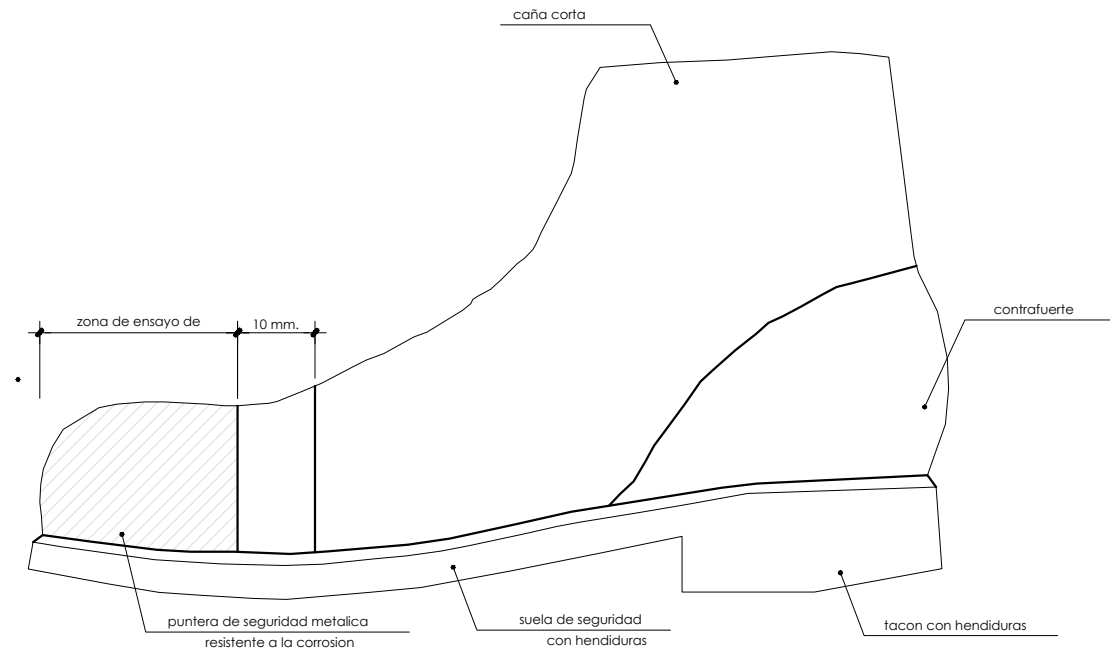 caña corta
contrafuerte
zona de ensayo de
10 mm.
puntera de seguridad metalica
resistente a la corrosion
suela de seguridad
con hendiduras
tacon con hendiduras